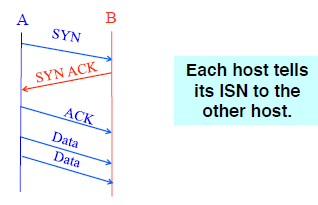 A B
SYN
SYN ACK
ACK
Data
Data
Each host tells
its ISN to the
other host.